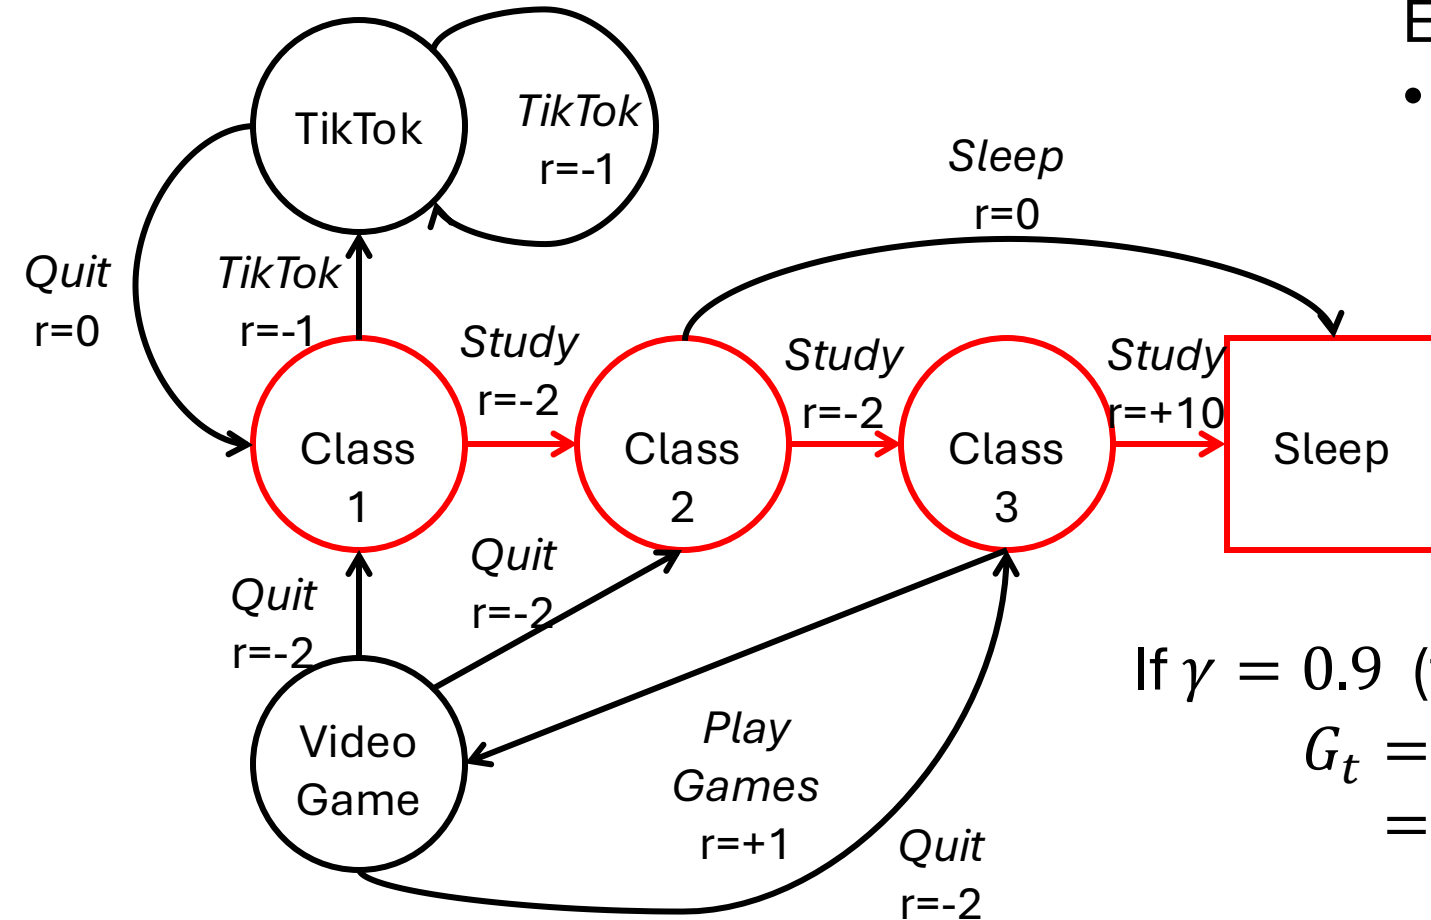 E
•
TikTok
TikTok
r=-1
Sleep
r=0
Quit
r=0
TikTok
r=-1
Study
r=-2
Study
r=-2
Study
r=+10
Class
1
Class
2
Class
3
Sleep
Quit
r=-2
Quit
r=-2
Video
Game
Play
Games
r=+1
Quit
r=-2
If γ = 0.9 (
G_t =
=